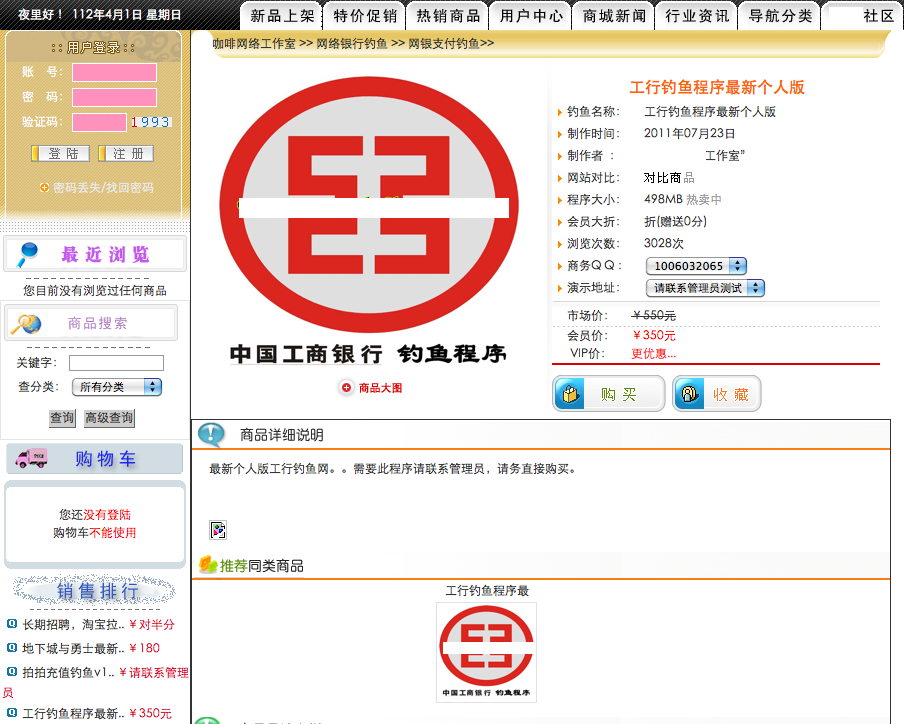 夜里好！ 112年4月1日 星期日
新品上架 特价促销 热销商品 用户中心 商城新闻 行业资讯 导航分类 社区
:: 用户登录 ::
账 号：
密 码：
验证码： 1993
登 陆 注 册
密码丢失/找回密码
最近浏览
您目前没有浏览过任何商品
商品搜索
关键字：
查分类： 所有分类
查询 高级查询
购物车
您还没有登陆
购物车不能使用
销售排行
长期招聘，淘宝拉.. ￥对半分
地下城与勇士最新.. ￥180
拍拍充值钓鱼v1.. ￥请联系管理
员
工行钓鱼程序最新.. ￥350元
咖啡网络工作室 >> 网络银行钓鱼 >> 网银支付钓鱼>>
中国工商银行 钓鱼程序
商品大图
工行钓鱼程序最新个人版
钓鱼名称： 工行钓鱼程序最新个人版
制作时间： 2011年07月23日
制作者 ： 工作室”
网站对比： 对比商品
程序大小： 498MB 热卖中
会员大折： 折(赠送0分)
浏览次数： 3028次
商务QQ： 1006032065
演示地址： 请联系管理员测试
市场价： ￥550元
会员价： ￥350元
VIP价： 更优惠...
购 买 收 藏
商品详细说明
最新个人版工行钓鱼网。。需要此程序请联系管理员，请务直接购买。
推荐同类商品
工行钓鱼程序最
中国工商银行 钓鱼程序